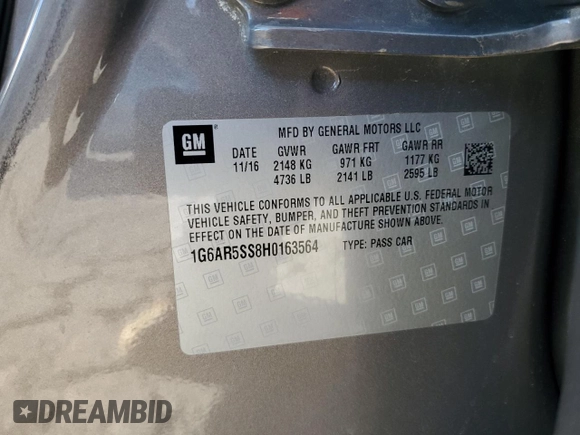 GM
MFD BY GENERAL MOTORS LLC
DATE GVWR GAWR FRT GAWR RR
11/16 2148 KG 971 KG 1177 KG
4736 LB 2141 LB 2595 LB
THIS VEHICLE CONFORMS TO ALL APPLICABLE U.S. FEDERAL MOTOR
VEHICLE SAFETY, BUMPER, AND THEFT PREVENTION STANDARDS IN
EFFECT ON THE DATE OF MANUFACTURE SHOWN ABOVE.
1G6AR5SS8H0163564 TYPE: PASS CAR
DREAMBID